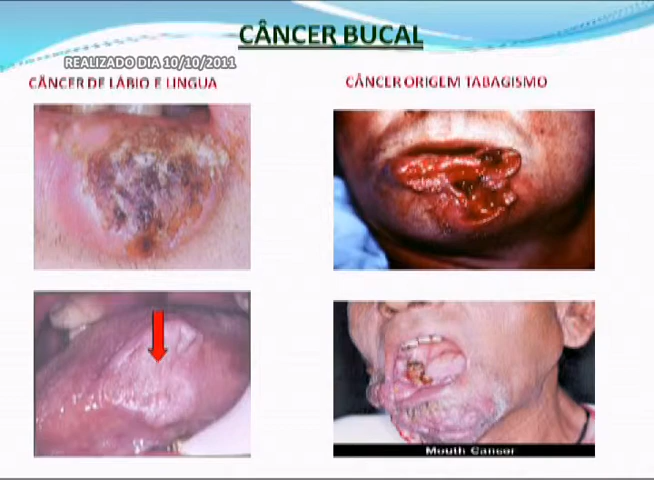 CÂNCER BUCAL
REALIZADO DIA 10/10/2011
CÂNCER DE LÁBIO E LINGUA
CÂNCER ORIGEM TABAGISMO
Mouth Cancer